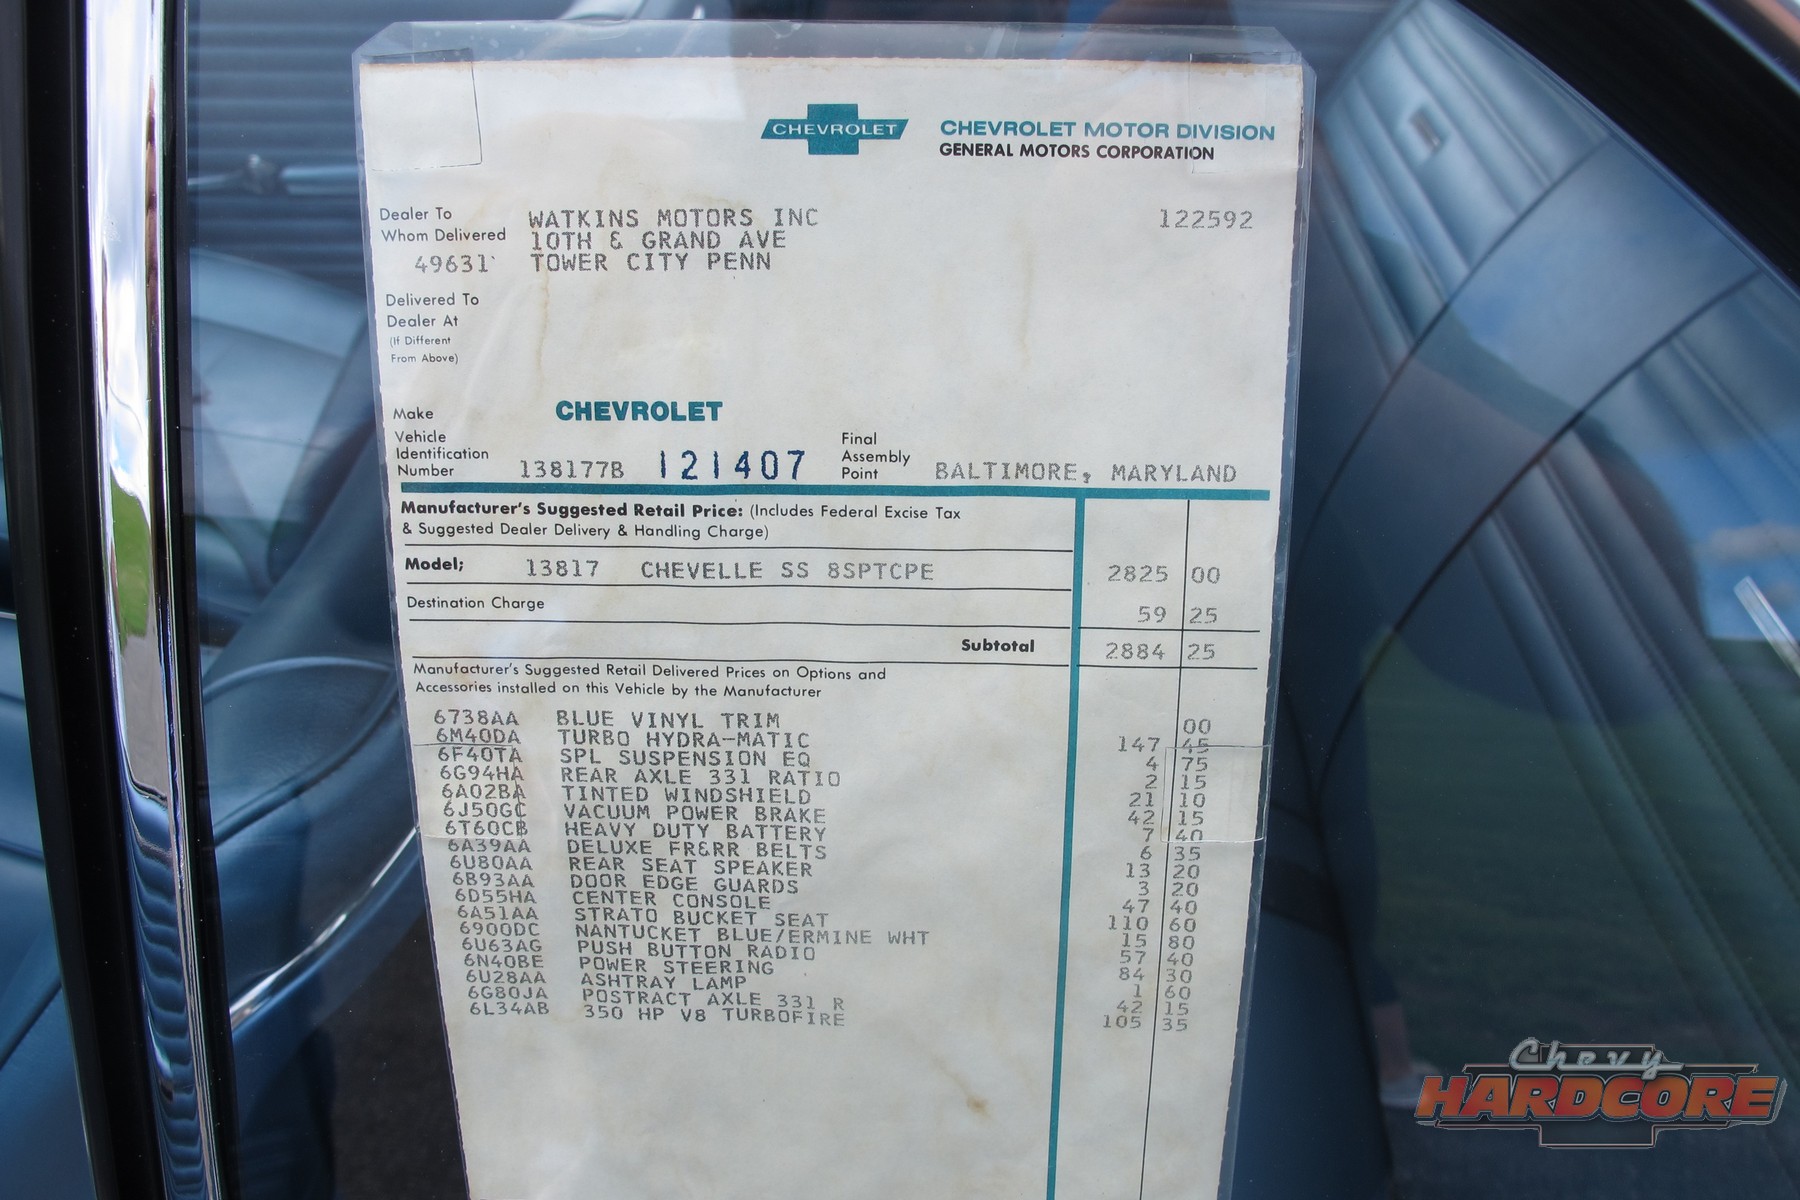 CHEVROLET
CHEVROLET MOTOR DIVISION
GENERAL MOTORS CORPORATION
Dealer To
Whom Delivered
49631
WATKINS MOTORS INC
10TH & GRAND AVE
TOWER CITY PENN
122592
Delivered To
Dealer At
(If Different
From Above)
Make CHEVROLET
Vehicle
Identification
Number 138177B 121407
Final
Assembly
Point BALTIMORE, MARYLAND
Manufacturer's Suggested Retail Price: (Includes Federal Excise Tax
& Suggested Dealer Delivery & Handling Charge)
Model; 13817 CHEVELLE SS 8SPTCPE 2825 00
Destination Charge 59 25
Subtotal 2884 25
Manufacturer's Suggested Retail Delivered Prices on Options and
Accessories installed on this Vehicle by the Manufacturer
6738AA BLUE VINYL TRIM 00
6M40DA TURBO HYDRA-MATIC 147 45
6F40TA SPL SUSPENSION EQ 4 75
6G94HA REAR AXLE 331 RATIO 2 15
6A02BA TINTED WINDSHIELD 21 10
6J50GC VACUUM POWER BRAKE 42 15
6T60CB HEAVY DUTY BATTERY 7 40
6A39AA DELUXE FR&RR BELTS 6 35
6U80AA REAR SEAT SPEAKER 13 20
6B93AA DOOR EDGE GUARDS 3 20
6D55HA CENTER CONSOLE 47 40
6A51AA STRATO BUCKET SEAT 110 60
6900DC NANTUCKET BLUE/ERMINE WHT 15 80
6U63AG PUSH BUTTON RADIO 57 40
6N40BE POWER STEERING 84 30
6U28AA ASHTRAY LAMP 1 60
6G80JA POSTRACT AXLE 331 R 42 15
6L34AB 350 HP V8 TURBOFIRE 105 35
Chevy
HARDCORE